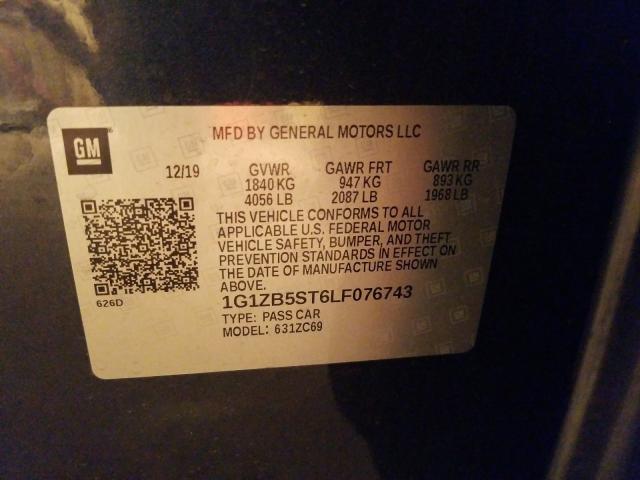 GM
MFD BY GENERAL MOTORS LLC
12/19 GVWR GAWR FRT GAWR RR
1840 KG 947 KG 893 KG
4056 LB 2087 LB 1968 LB
THIS VEHICLE CONFORMS TO ALL
APPLICABLE U.S. FEDERAL MOTOR
VEHICLE SAFETY, BUMPER, AND THEFT
PREVENTION STANDARDS IN EFFECT ON
THE DATE OF MANUFACTURE SHOWN
ABOVE.
626D
1G1ZB5ST6LF076743
TYPE: PASS CAR
MODEL: 631ZC69